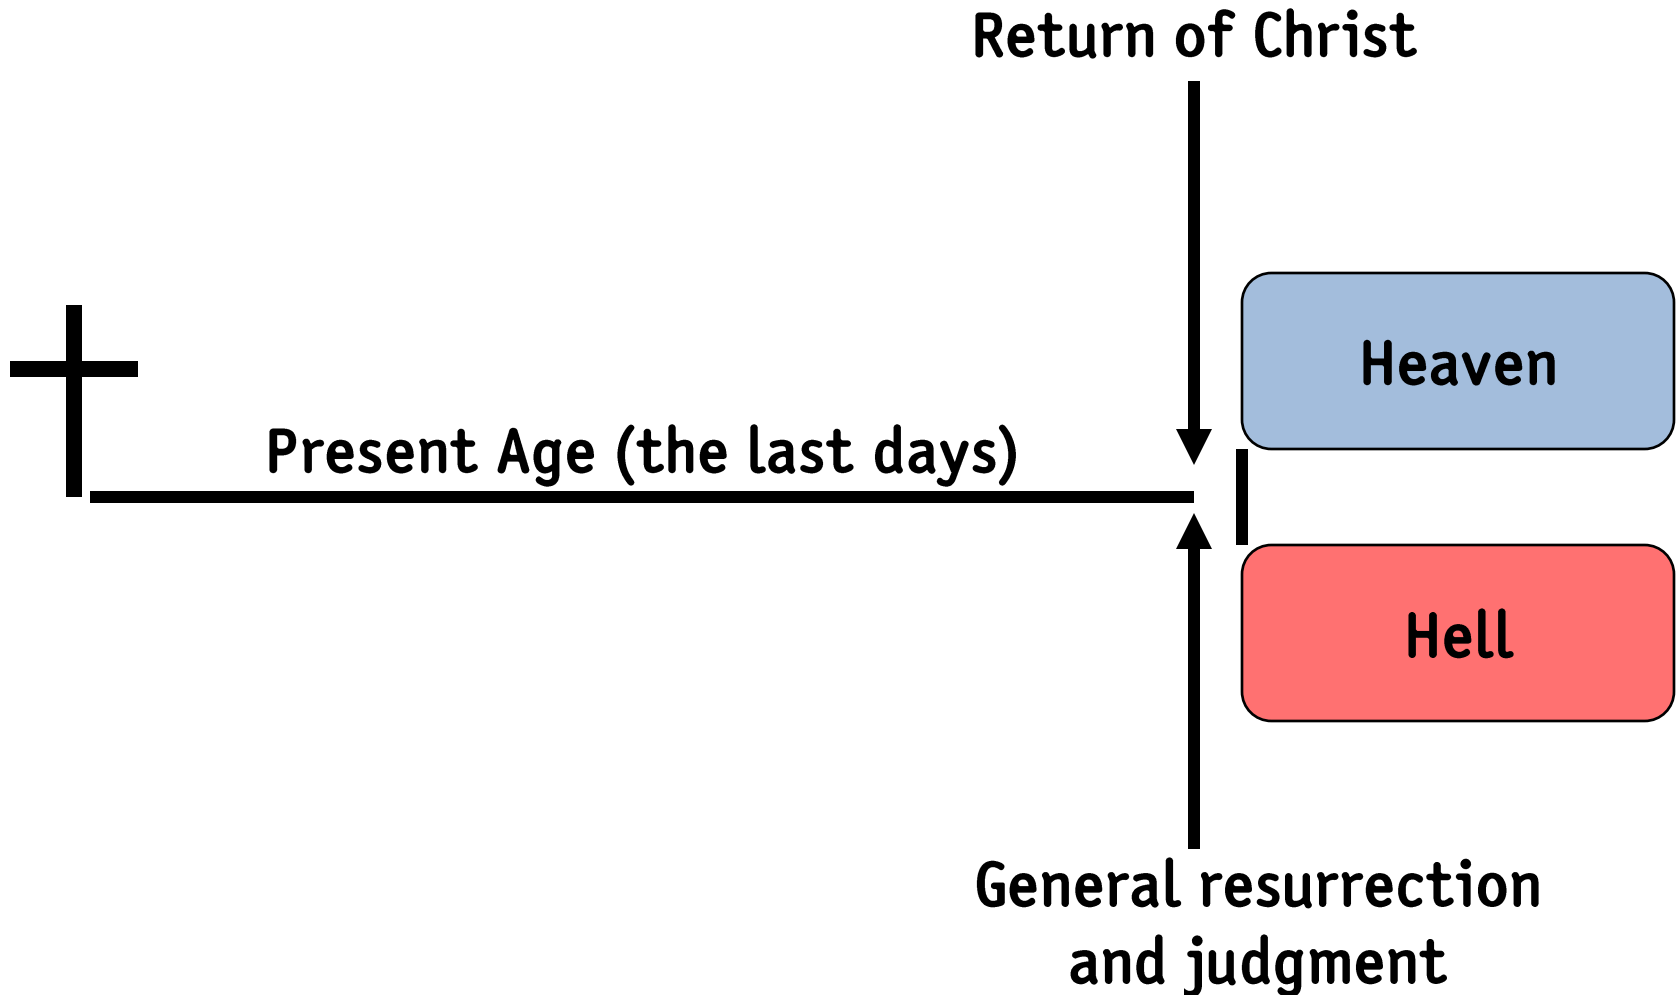 Return of Christ
Heaven
Present Age (the last days)
Hell
General resurrection
and judgment